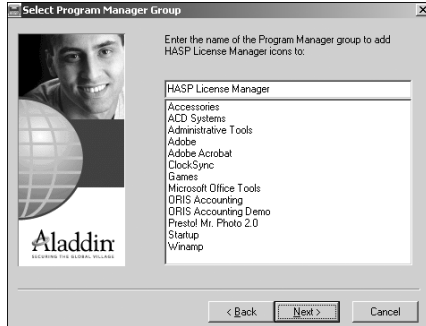 Select Program Manager Group
Enter the name of the Program Manager group to add
HASP License Manager icons to:
HASP License Manager
Accessories
ACD Systems
Administrative Tools
Adobe
Adobe Acrobat
ClockSync
Games
Microsoft Office Tools
ORIS Accounting
ORIS Accounting Demo
Presto! Mr. Photo 2.0
Startup
Winamp
Aladdin
SECURING THE GLOBAL VILLAGE
< Back
Next >
Cancel